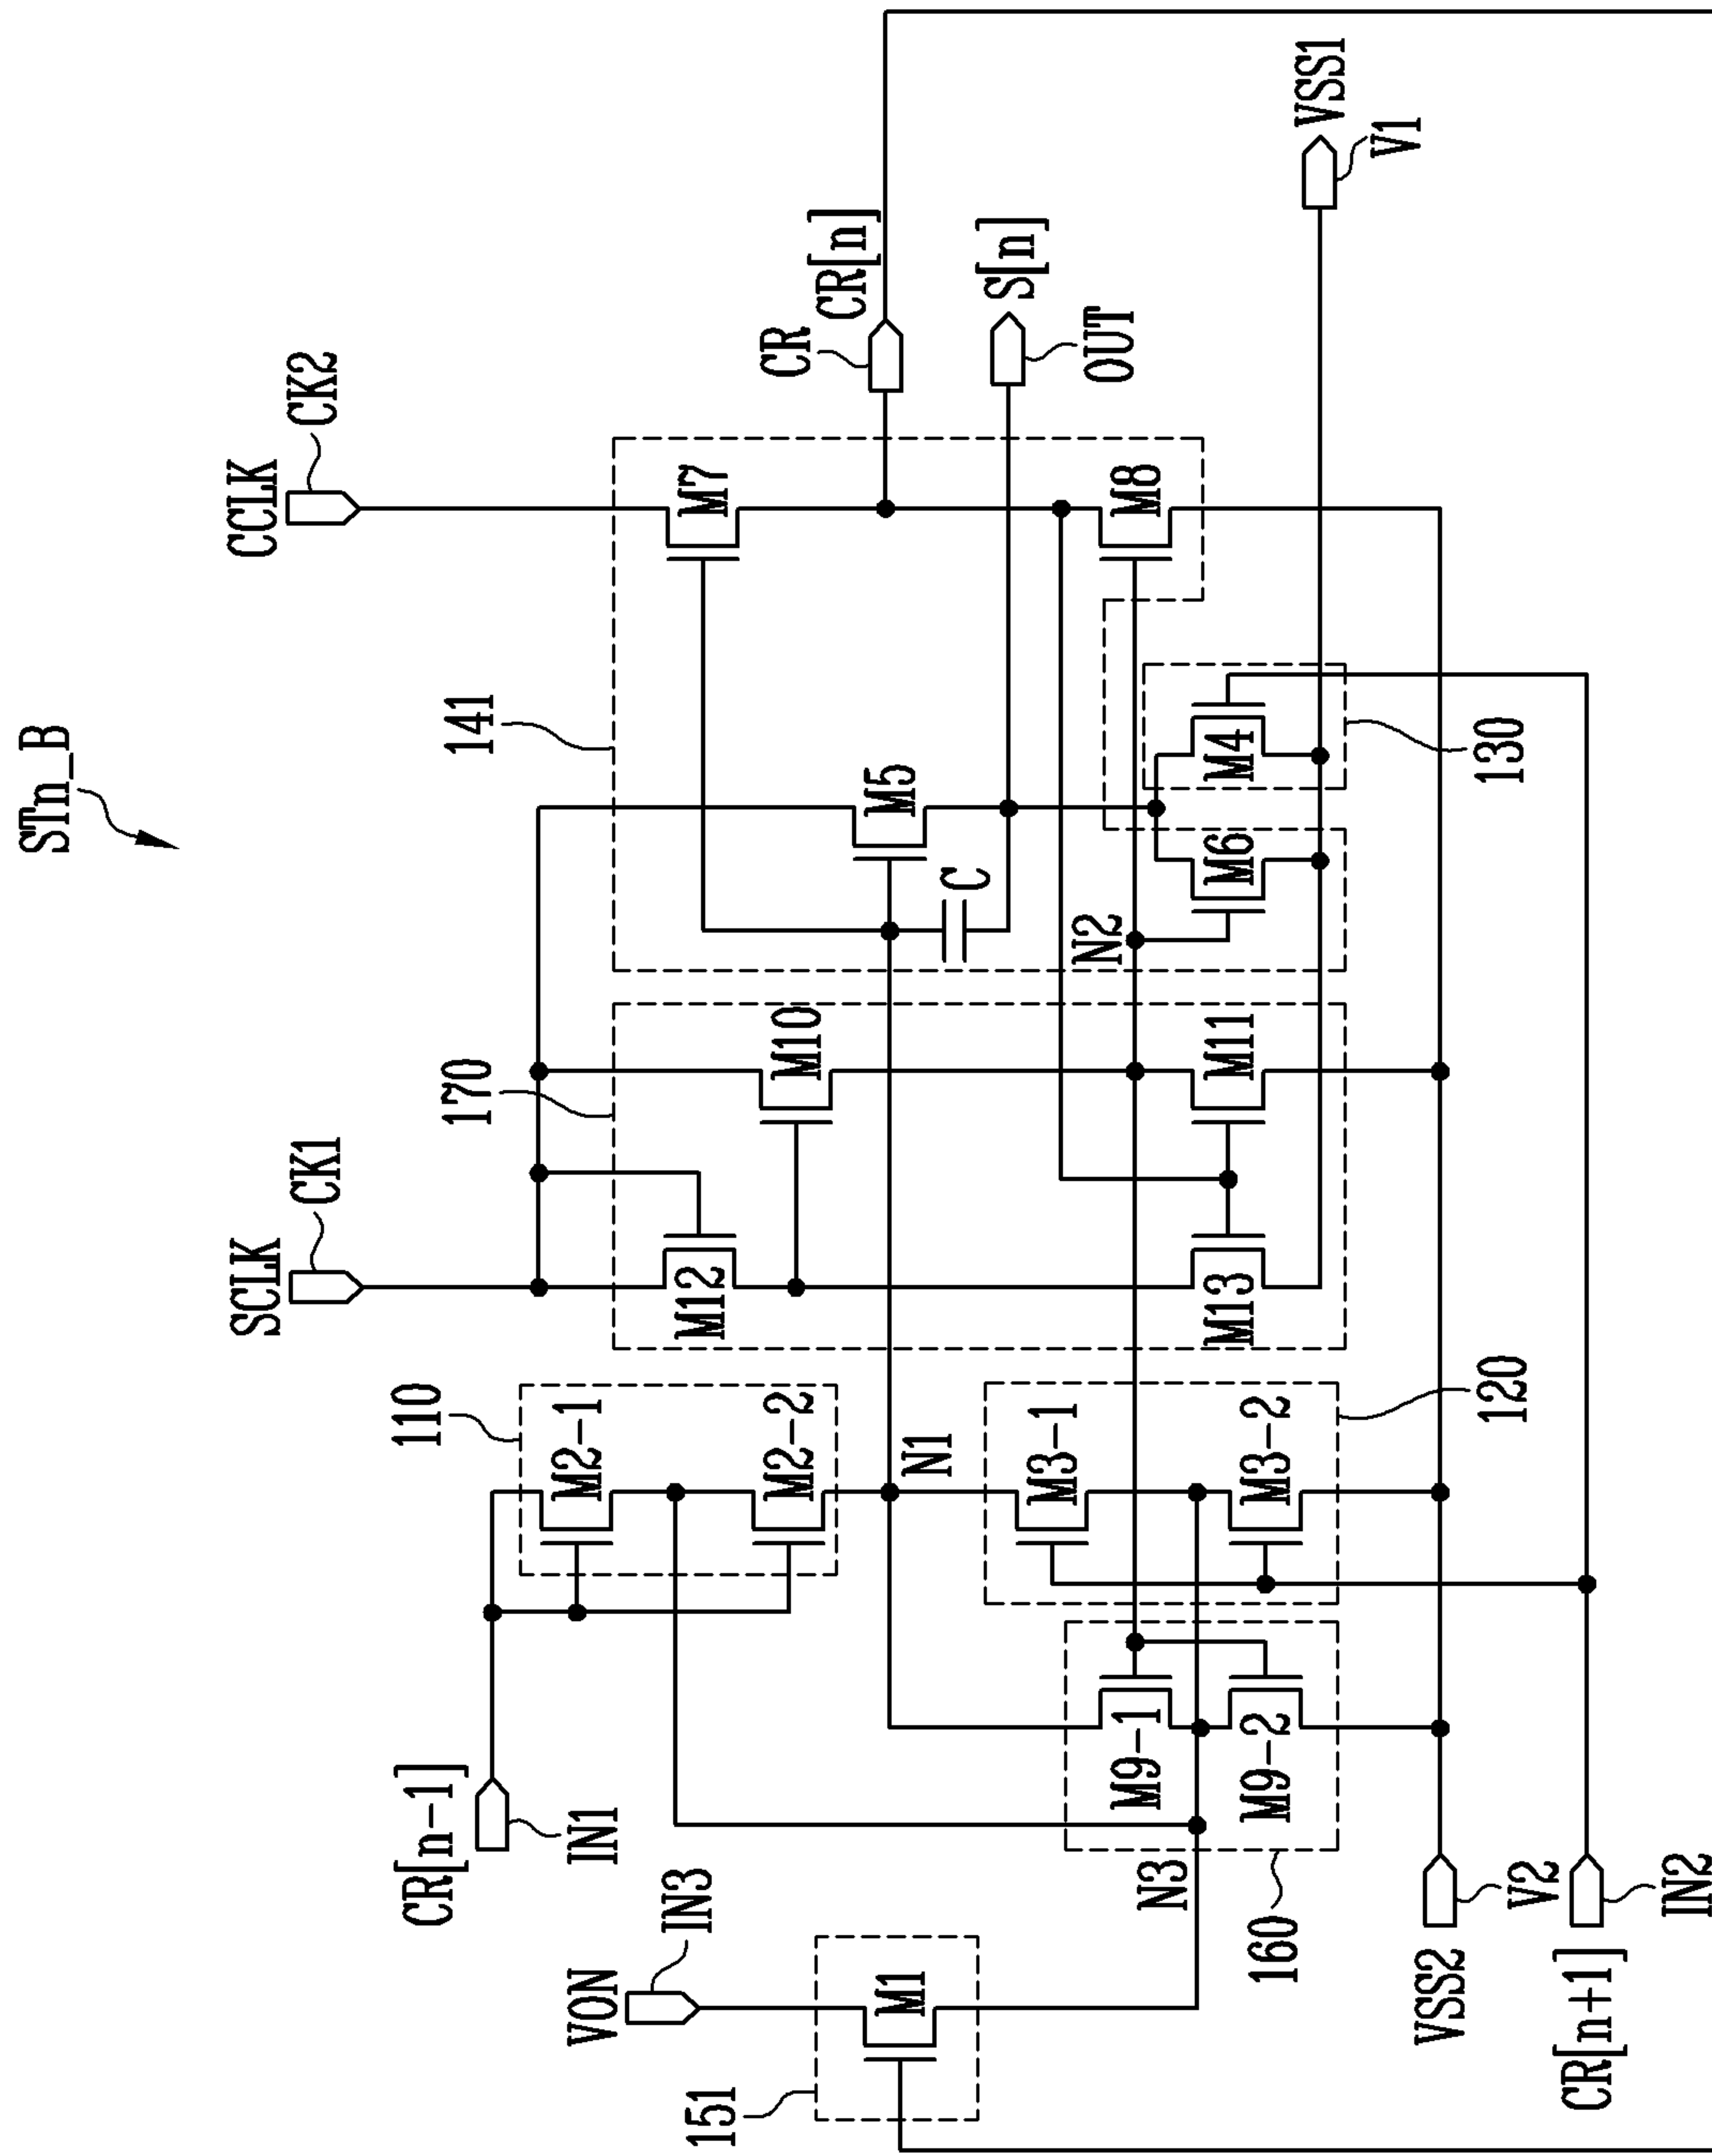 STn_B
SCLK
CK1
CCLK
CK2
110
170
141
CR[n-1]
IN1
VON
IN3
151
M1
M2-1
M2-2
M12
M10
M5
C
M7
CR
CR[n]
S[n]
OUT
N1
N2
N3
M9-1
M9-2
160
M3-1
M3-2
120
M13
M11
M6
M4
130
M8
VSS1
V1
VSS2
V2
CR[n+1]
IN2